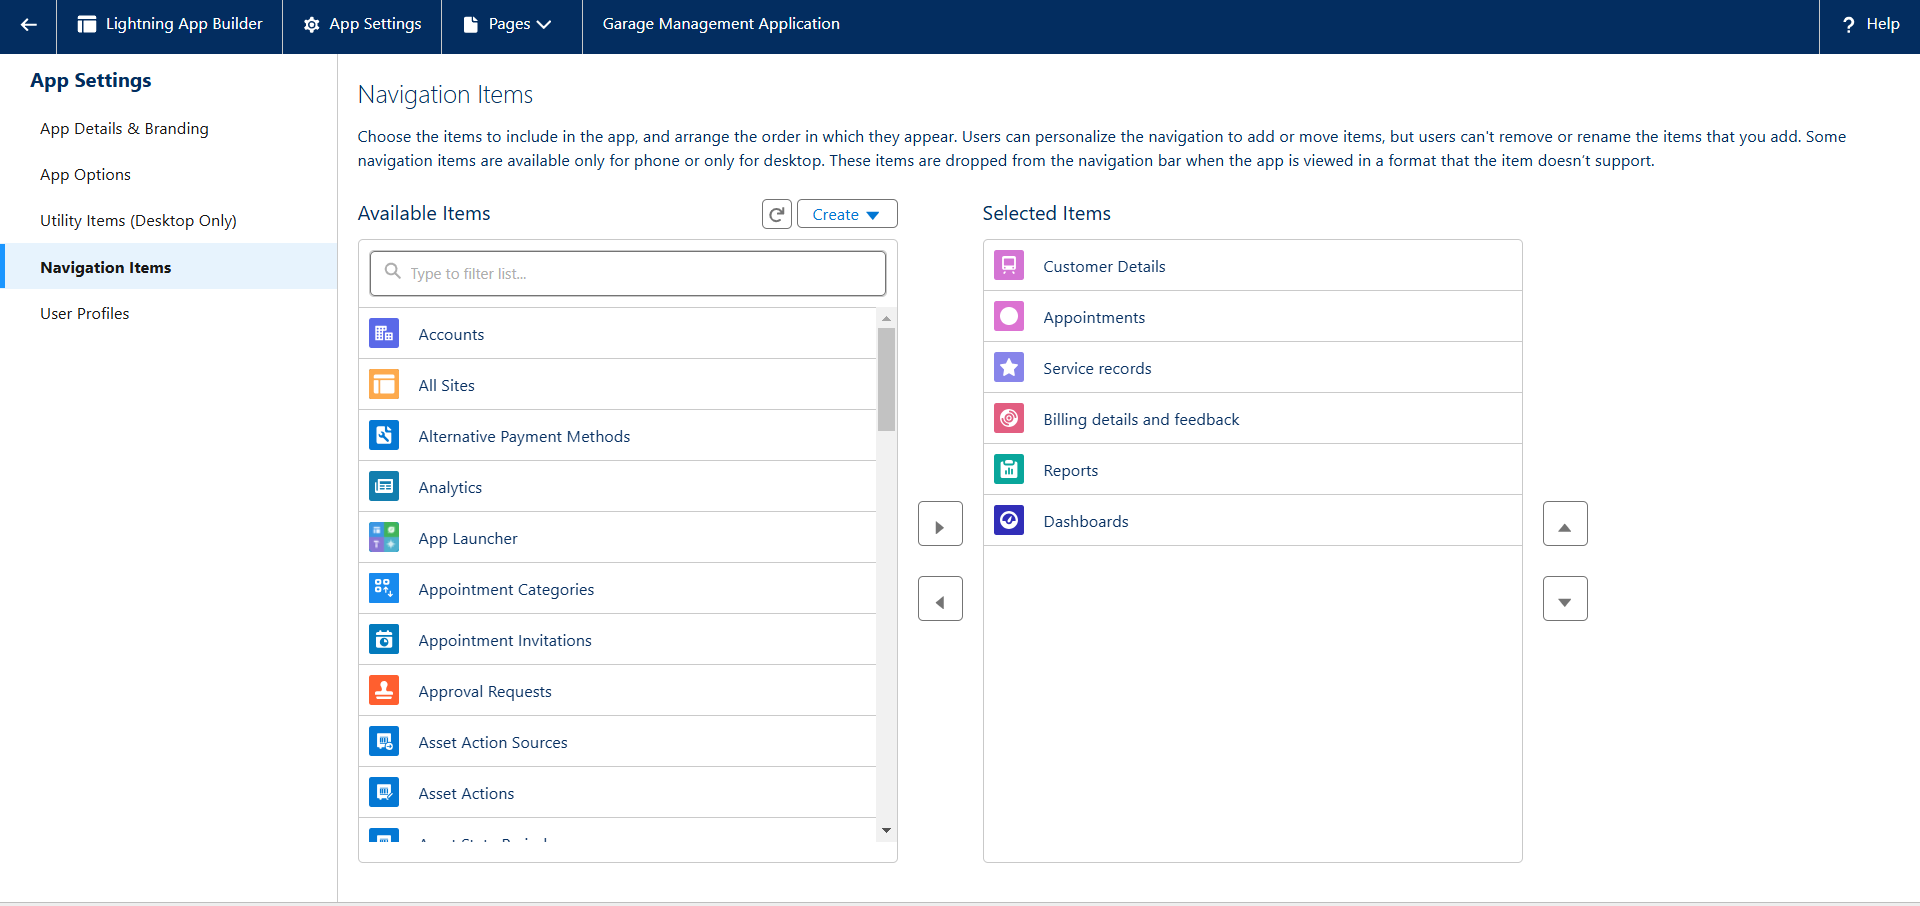 Lightning App Builder
App Settings
Pages
Garage Management Application
? Help
App Settings
App Details & Branding
App Options
Utility Items (Desktop Only)
Navigation Items
User Profiles
Navigation Items
Choose the items to include in the app, and arrange the order in which they appear. Users can personalize the navigation to add or move items, but users can't remove or rename the items that you add. Some
navigation items are available only for phone or only for desktop. These items are dropped from the navigation bar when the app is viewed in a format that the item doesn't support.
Available Items
Create
Type to filter list...
Accounts
All Sites
Alternative Payment Methods
Analytics
App Launcher
Appointment Categories
Appointment Invitations
Approval Requests
Asset Action Sources
Asset Actions
Selected Items
Customer Details
Appointments
Service records
Billing details and feedback
Reports
Dashboards